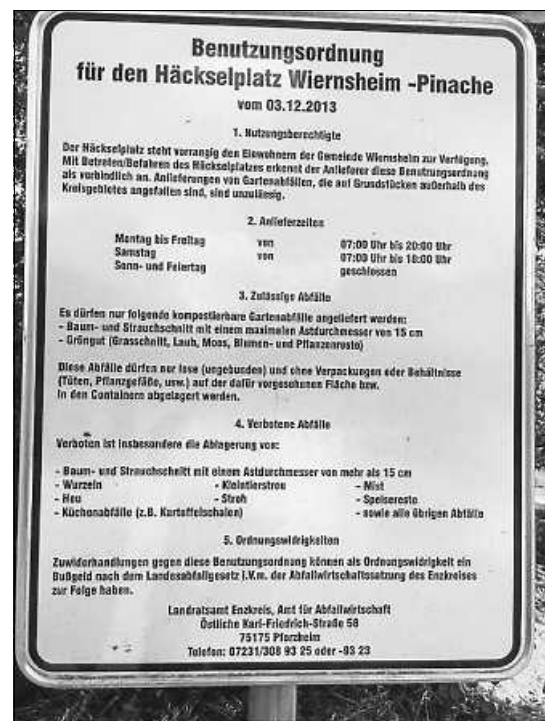 Benutzungsordnung
für den Häckselplatz Wiernsheim -Pinache
vom 03.12.2013
1. Nutzungsberechtigte
Der Häckselplatz steht vorrangig den Einwohnern der Gemeinde Wiernsheim zur Verfügung.
Mit Betreten/Befahren des Häckselplatzes erkennt der Anlieferer diese Benutzungsordnung
als verbindlich an. Anlieferungen von Gartenabfällen, die auf Grundstücken außerhalb des
Kreisgebietes angefallen sind, sind unzulässig.
2. Anlieferzeiten
Montag bis Freitag von 07:00 Uhr bis 20:00 Uhr
Samstag von 07:00 Uhr bis 18:00 Uhr
Sonn- und Feiertag geschlossen
3. Zulässige Abfälle
Es dürfen nur folgende kompostierbare Gartenabfälle angeliefert werden:
- Baum- und Strauchschnitt mit einem maximalen Astdurchmesser von 15 cm
- Grüngut (Grasschnitt, Laub, Moos, Blumen- und Pflanzenreste)
Diese Abfälle dürfen nur lose (ungebunden) und ohne Verpackungen oder Behältnisse
(Tüten, Pflanzgefäße, usw.) auf der dafür vorgesehenen Fläche bzw.
in den Containern abgelagert werden.
4. Verbotene Abfälle
Verboten ist insbesondere die Ablagerung von:
- Baum- und Strauchschnitt mit einem Astdurchmesser von mehr als 15 cm
- Wurzeln - Kleintierstreu - Mist
- Heu - Stroh - Speisereste
- Küchenabfälle (z.B. Kartoffelschalen) - sowie alle übrigen Abfälle
5. Ordnungswidrigkeiten
Zuwiderhandlungen gegen diese Benutzungsordnung können als Ordnungswidrigkeit ein
Bußgeld nach dem Landesabfallgesetz i.V.m. der Abfallwirtschaftssatzung des Enzkreises
zur Folge haben.
Landratsamt Enzkreis, Amt für Abfallwirtschaft
Östliche Karl-Friedrich-Straße 58
75175 Pforzheim
Telefon: 07231/308 93 25 oder -93 23